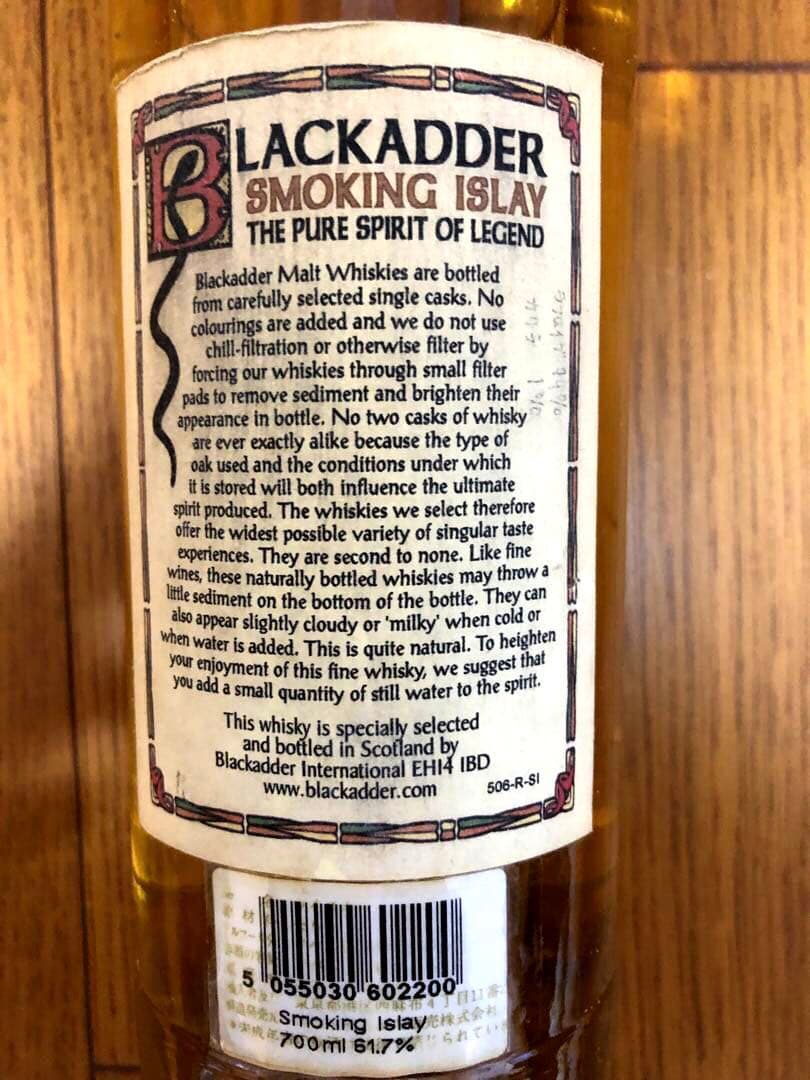 BLACKADDER
SMOKING ISLAY
THE PURE SPIRIT OF LEGEND
Blackadder Malt Whiskies are bottled
from carefully selected single casks. No
colourings are added and we do not use
chill-filtration or otherwise filter by
forcing our whiskies through small filter
pads to remove sediment and brighten their
appearance in bottle. No two casks of whisky
are ever exactly alike because the type of
oak used and the conditions under which
it is stored will both influence the ultimate
spirit produced. The whiskies we select therefore
offer the widest possible variety of singular taste
experiences. They are second to none. Like fine
wines, these naturally bottled whiskies may throw a
little sediment on the bottom of the bottle. They can
also appear slightly cloudy or 'milky' when cold or
when water is added. This is quite natural. To heighten
your enjoyment of this fine whisky, we suggest that
you add a small quantity of still water to the spirit.
This whisky is specially selected
and bottled in Scotland by
Blackadder International EH14 1BD
www.blackadder.com
506-R-SI
5 055030 602200
Smoking Islay
700ml 61.7%